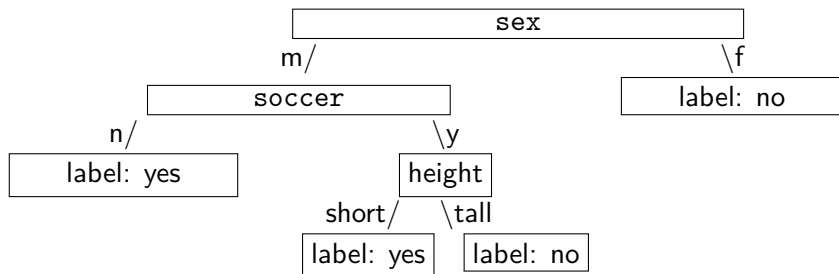 sex
m/ \f
soccer label: no
n/ \y
label: yes height
short/ \tall
label: yes label: no